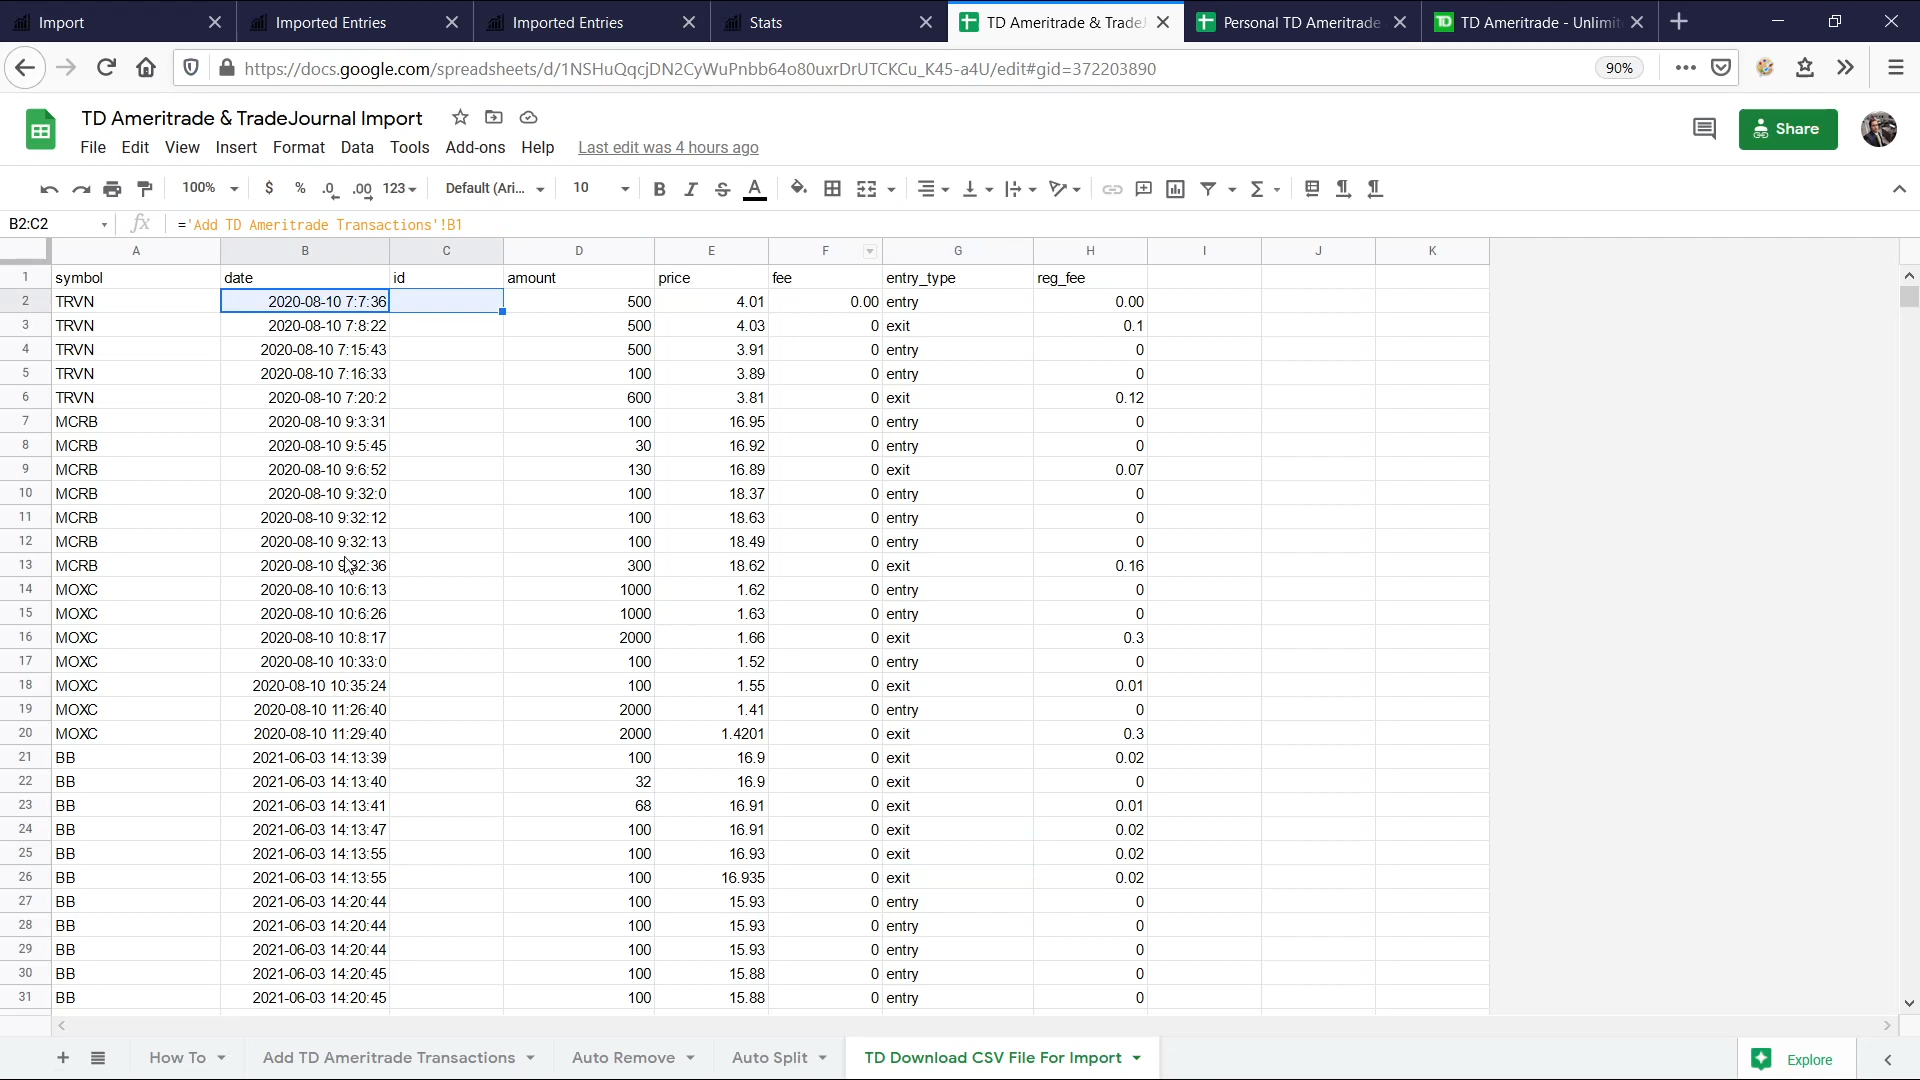 Import
Imported Entries
Imported Entries
Stats
TD Ameritrade & TradeJ
Personal TD Ameritrade
TD TD Ameritrade - Unlimit
https://docs.google.com/spreadsheets/d/1NSHuQqcjDN2CyWuPnbb64o80uxrDrUTCKCu_K45-a4U/edit#gid=372203890 90%
TD Ameritrade & TradeJournal Import
Share
File Edit View Insert Format Data Tools Add-ons Help Last edit was 4 hours ago
100% $ % .0 .00 123 Default (Ari... 10 B I S A
B2:C2 fx ='Add TD Ameritrade Transactions'!B1
A B C D E F G H I J K
1 symbol date id amount price fee entry_type reg_fee
2 TRVN 2020-08-10 7:7:36 500 4.01 0.00 entry 0.00
3 TRVN 2020-08-10 7:8:22 500 4.03 0 exit 0.1
4 TRVN 2020-08-10 7:15:43 500 3.91 0 entry 0
5 TRVN 2020-08-10 7:16:33 100 3.89 0 entry 0
6 TRVN 2020-08-10 7:20:2 600 3.81 0 exit 0.12
7 MCRB 2020-08-10 9:3:31 100 16.95 0 entry 0
8 MCRB 2020-08-10 9:5:45 30 16.92 0 entry 0
9 MCRB 2020-08-10 9:6:52 130 16.89 0 exit 0.07
10 MCRB 2020-08-10 9:32:0 100 18.37 0 entry 0
11 MCRB 2020-08-10 9:32:12 100 18.63 0 entry 0
12 MCRB 2020-08-10 9:32:13 100 18.49 0 entry 0
13 MCRB 2020-08-10 9:32:36 300 18.62 0 exit 0.16
14 MOXC 2020-08-10 10:6:13 1000 1.62 0 entry 0
15 MOXC 2020-08-10 10:6:26 1000 1.63 0 entry 0
16 MOXC 2020-08-10 10:8:17 2000 1.66 0 exit 0.3
17 MOXC 2020-08-10 10:33:0 100 1.52 0 entry 0
18 MOXC 2020-08-10 10:35:24 100 1.55 0 exit 0.01
19 MOXC 2020-08-10 11:26:40 2000 1.41 0 entry 0
20 MOXC 2020-08-10 11:29:40 2000 1.4201 0 exit 0.3
21 BB 2021-06-03 14:13:39 100 16.9 0 exit 0.02
22 BB 2021-06-03 14:13:40 32 16.9 0 exit 0
23 BB 2021-06-03 14:13:41 68 16.91 0 exit 0.01
24 BB 2021-06-03 14:13:47 100 16.91 0 exit 0.02
25 BB 2021-06-03 14:13:55 100 16.93 0 exit 0.02
26 BB 2021-06-03 14:13:55 100 16.935 0 exit 0.02
27 BB 2021-06-03 14:20:44 100 15.93 0 entry 0
28 BB 2021-06-03 14:20:44 100 15.93 0 entry 0
29 BB 2021-06-03 14:20:44 100 15.93 0 entry 0
30 BB 2021-06-03 14:20:45 100 15.88 0 entry 0
31 BB 2021-06-03 14:20:45 100 15.88 0 entry 0
How To Add TD Ameritrade Transactions Auto Remove Auto Split TD Download CSV File For Import Explore